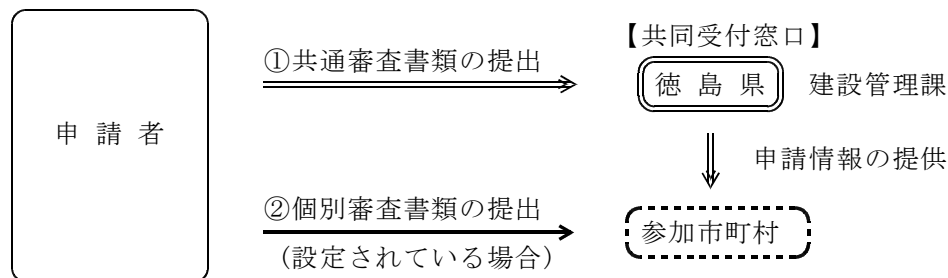 【共同受付窓口】
①共通審査書類の提出
徳島県 建設管理課
申請者
申請情報の提供
②個別審査書類の提出
(設定されている場合)
参加市町村